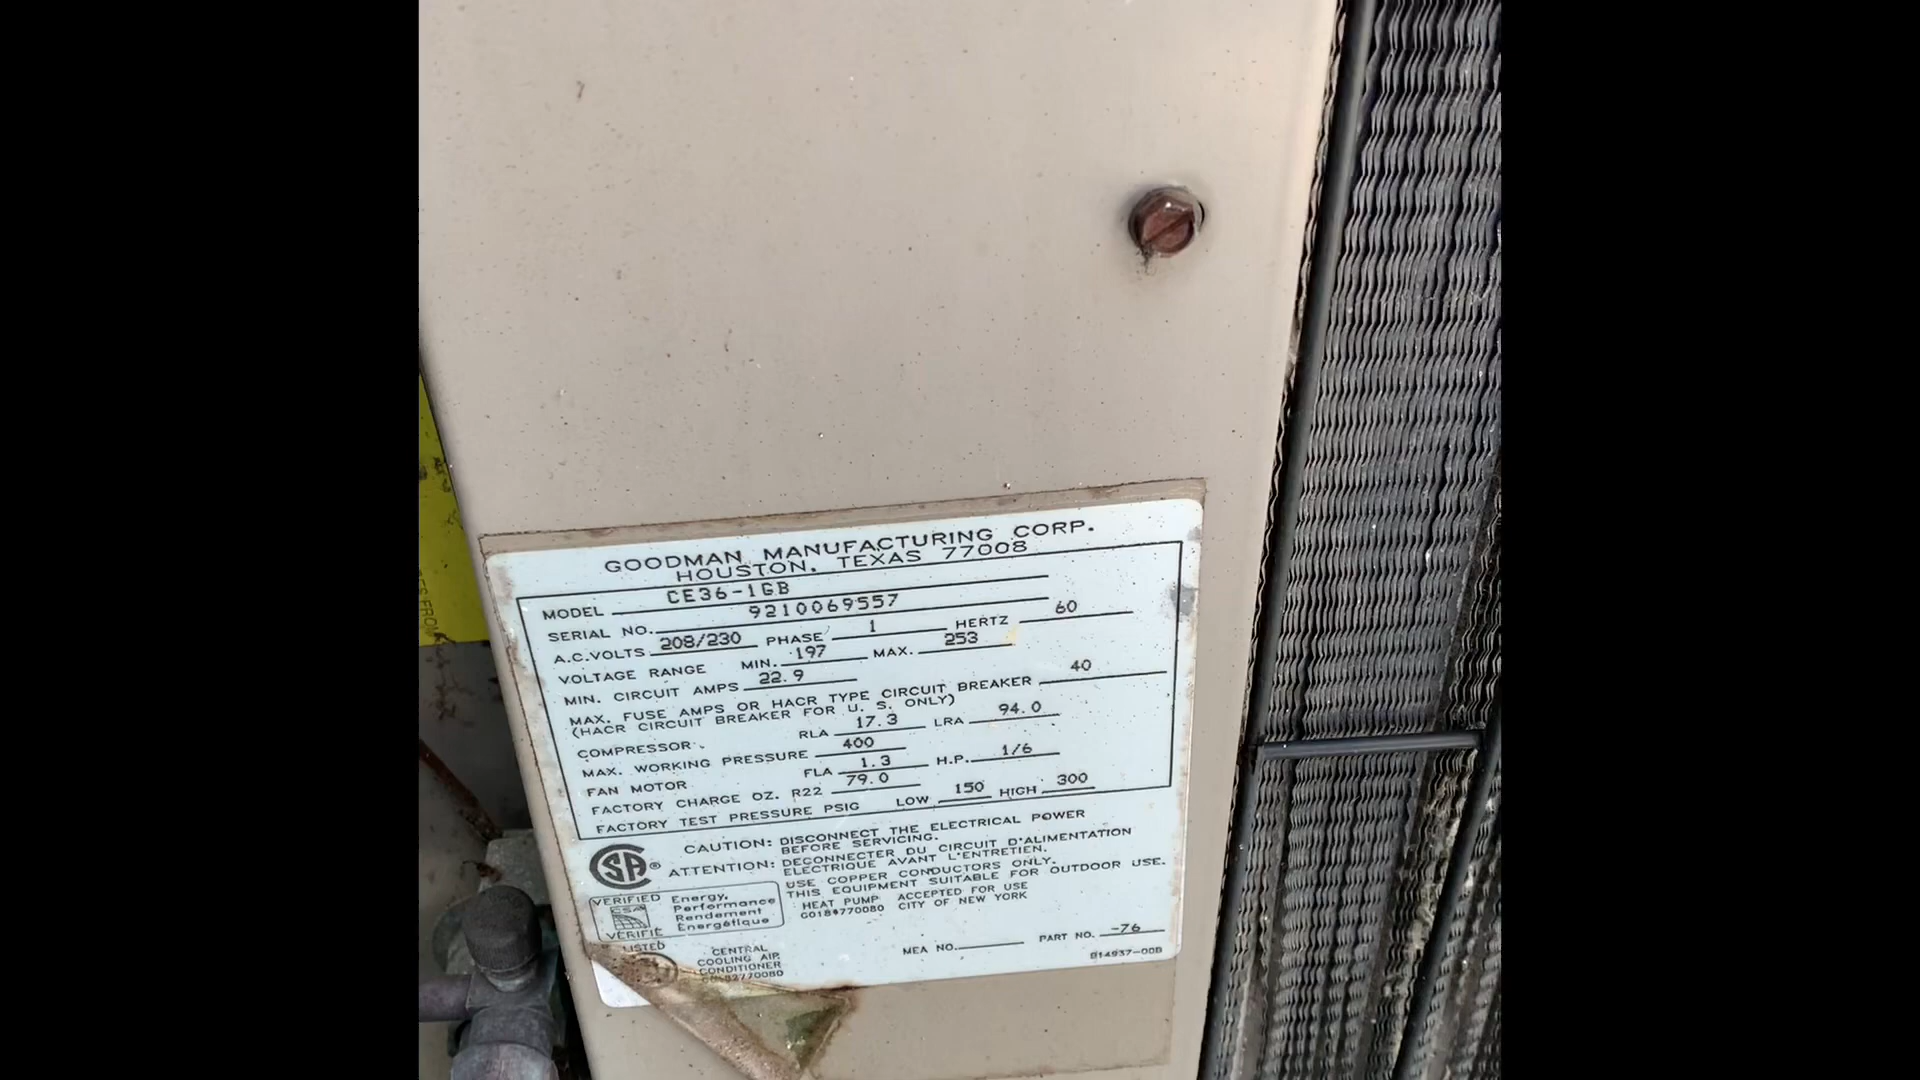 GOODMAN MANUFACTURING CORP.
HOUSTON, TEXAS 77008
MODEL CE36-1GB
SERIAL NO. 9210069557
A.C.VOLTS 208/230 PHASE 1 HERTZ 60
VOLTAGE RANGE MIN. 197 MAX. 253
MIN. CIRCUIT AMPS 22.9
MAX. FUSE AMPS OR HACR TYPE CIRCUIT BREAKER 40
(HACR CIRCUIT BREAKER FOR U. S. ONLY)
COMPRESSOR RLA 17.3 LRA 94.0
MAX. WORKING PRESSURE 400
FAN MOTOR FLA 1.3 H.P. 1/6
FACTORY CHARGE OZ. R22 79.0
FACTORY TEST PRESSURE PSIG LOW 150 HIGH 300
CAUTION: DISCONNECT THE ELECTRICAL POWER
BEFORE SERVICING.
ATTENTION: DECONNECTER DU CIRCUIT D'ALIMENTATION
ELECTRIQUE AVANT L'ENTRETIEN.
USE COPPER CONDUCTORS ONLY.
THIS EQUIPMENT SUITABLE FOR OUTDOOR USE.
HEAT PUMP ACCEPTED FOR USE
CITY OF NEW YORK
VERIFIED Energy
Performance
Rendement
VERIFIÉ Énergétique
LISTED
CENTRAL
COOLING AIR
CONDITIONER
MEA NO. PART NO. -76
B14937-00B